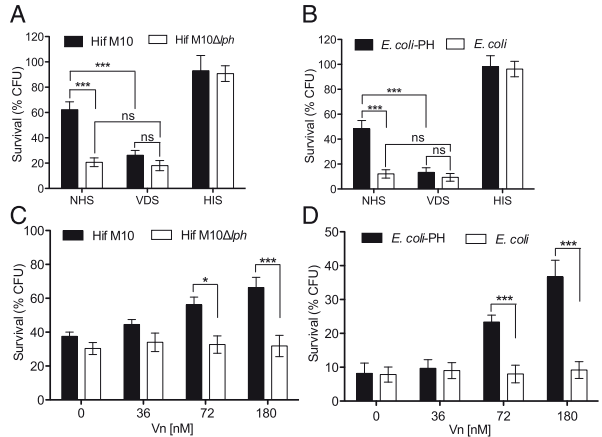 A
Hif M10 Hif M10Δlph
Survival (% CFU)
120
100
80
60
40
20
0
***
***
ns
ns
NHS VDS HIS
B
E. coli-PH E. coli
Survival (% CFU)
120
100
80
60
40
20
0
***
***
ns
ns
NHS VDS HIS
C
Hif M10 Hif M10Δlph
Survival (% CFU)
100
80
60
40
20
0
*
***
0 36 72 180
Vn [nM]
D
E. coli-PH E. coli
Survival (% CFU)
50
40
30
20
10
0
***
***
0 36 72 180
Vn [nM]